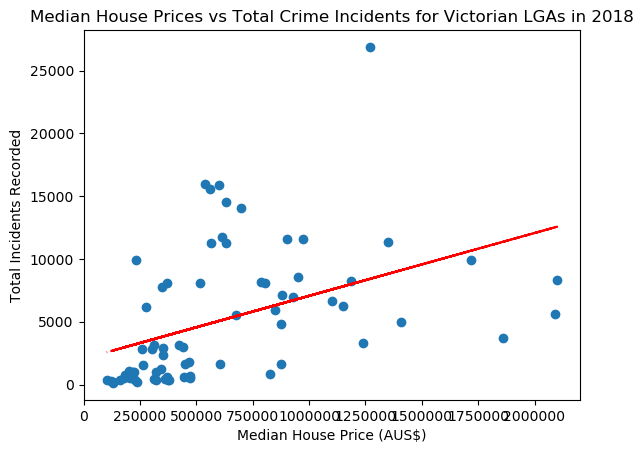 Median House Prices vs Total Crime Incidents for Victorian LGAs in 2018
25000
20000
15000
10000
5000
0
Total Incidents Recorded
0 250000 500000 750000 1000000 1250000 1500000 1750000 2000000
Median House Price (AUS$)